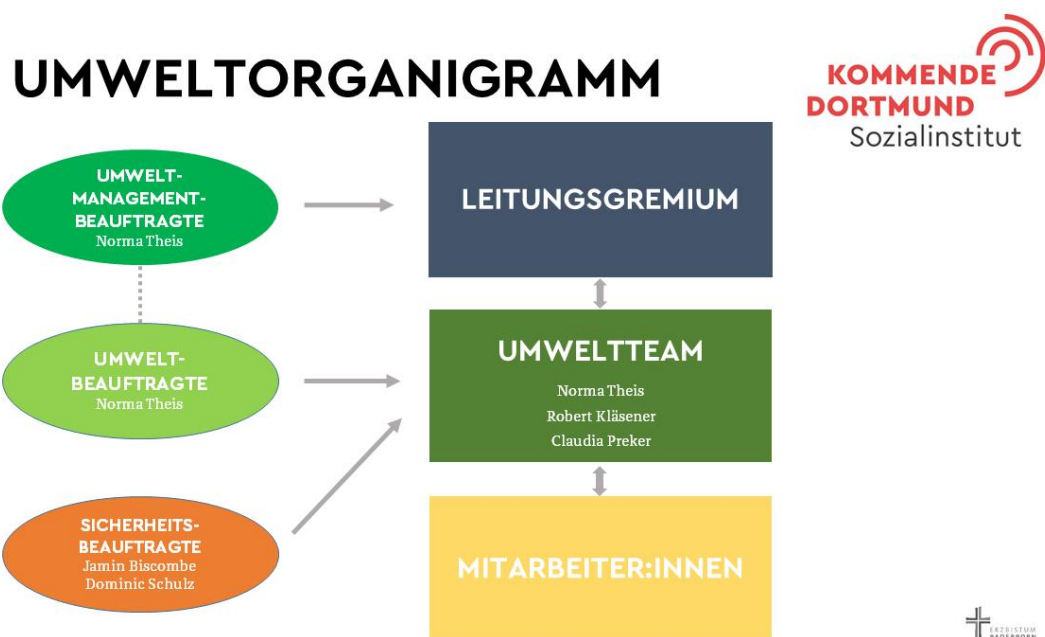 UMWELTORGANIGRAMM
KOMMENDE
DORTMUND
Sozialinstitut
UMWELT-
MANAGEMENT-
BEAUFTRAGTE
Norma Theis
LEITUNGSGREMIUM
UMWELT-
BEAUFTRAGTE
Norma Theis
UMWELTTEAM
Norma Theis
Robert Kläsener
Claudia Preker
SICHERHEITS-
BEAUFTRAGTE
Jamin Biscombe
Dominic Schulz
MITARBEITER:INNEN
ERZBISTUM
PADERBORN